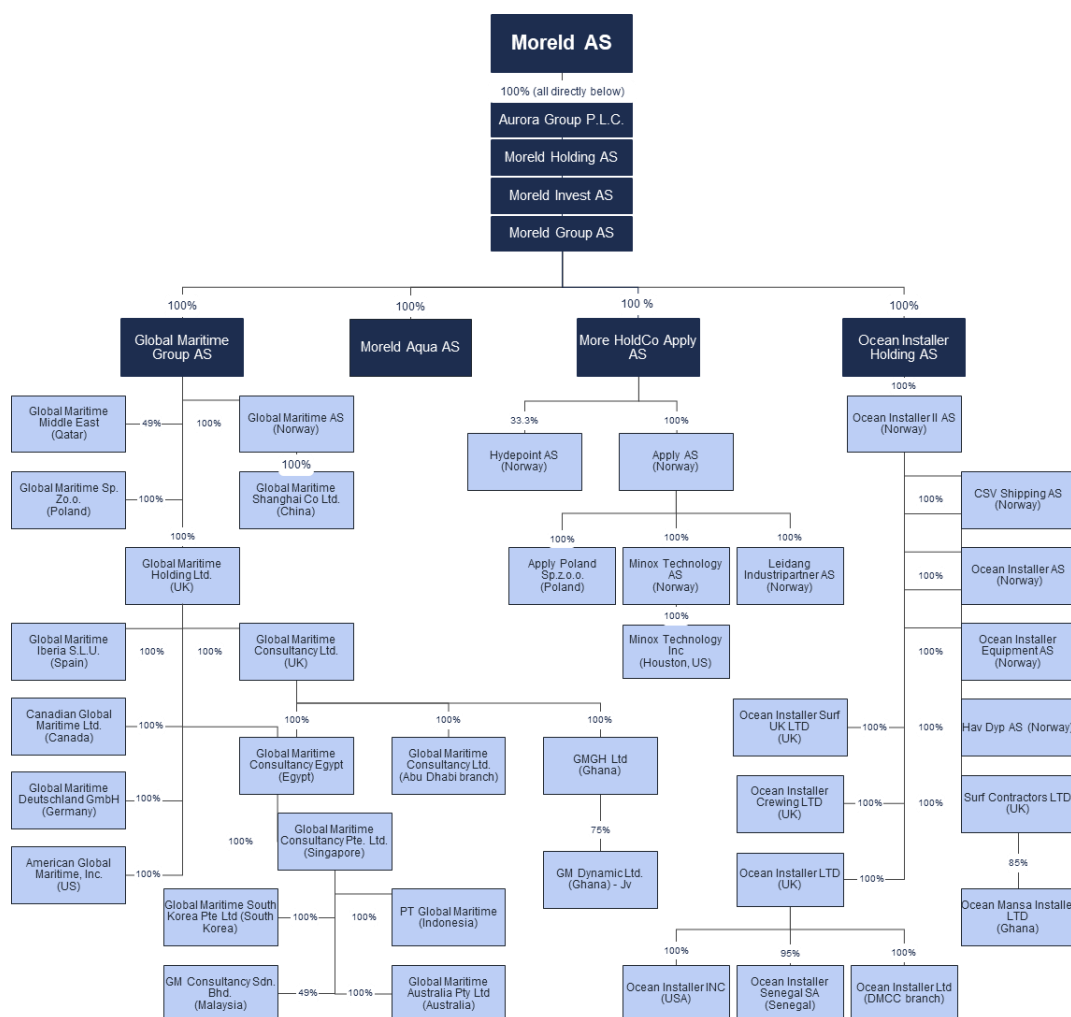 Moreld AS
100% (all directly below)
Aurora Group P.L.C.
Moreld Holding AS
Moreld Invest AS
Moreld Group AS
100%
100%
100 %
100%
Global Maritime
Group AS
Moreld Aqua AS
More HoldCo Apply
AS
Ocean Installer
Holding AS
100%
Global Maritime
Middle East
(Qatar)
49%
100%
Global Maritime AS
(Norway)
33.3%
100%
Hydepoint AS
(Norway)
Apply AS
(Norway)
Ocean Installer II AS
(Norway)
100%
Global Maritime Sp.
Zo.o.
(Poland)
100%
Global Maritime
Shanghai Co Ltd.
(China)
100%
CSV Shipping AS
(Norway)
100%
100%
100%
100%
Global Maritime
Holding Ltd.
(UK)
Apply Poland
Sp.z.o.o.
(Poland)
Minox Technology
AS
(Norway)
Leidang
Industripartner AS
(Norway)
100%
Ocean Installer AS
(Norway)
100%
Minox Technology
Inc
(Houston, US)
Global Maritime
Iberia S.L.U.
(Spain)
100%
100%
Global Maritime
Consultancy Ltd.
(UK)
100%
Ocean Installer
Equipment AS
(Norway)
Canadian Global
Maritime Ltd.
(Canada)
100%
100%
100%
100%
Global Maritime
Consultancy Egypt
(Egypt)
Global Maritime
Consultancy Ltd.
(Abu Dhabi branch)
GMGH Ltd
(Ghana)
Ocean Installer Surf
UK LTD
(UK)
100%
100%
Hav Dyp AS (Norway)
Global Maritime
Deutschland GmbH
(Germany)
100%
Ocean Installer
Crewing LTD
(UK)
100%
100%
Surf Contractors LTD
(UK)
100%
Global Maritime
Consultancy Pte. Ltd.
(Singapore)
75%
85%
American Global
Maritime, Inc.
(US)
100%
GM Dynamic Ltd.
(Ghana) - Jv
Ocean Installer LTD
(UK)
100%
Global Maritime South
Korea Pte Ltd (South
Korea)
100%
100%
PT Global Maritime
(Indonesia)
Ocean Mansa Installer
LTD
(Ghana)
100%
95%
100%
GM Consultancy Sdn.
Bhd.
(Malaysia)
49%
100%
Global Maritime
Australia Pty Ltd
(Australia)
Ocean Installer INC
(USA)
Ocean Installer
Senegal SA
(Senegal)
Ocean Installer Ltd
(DMCC branch)